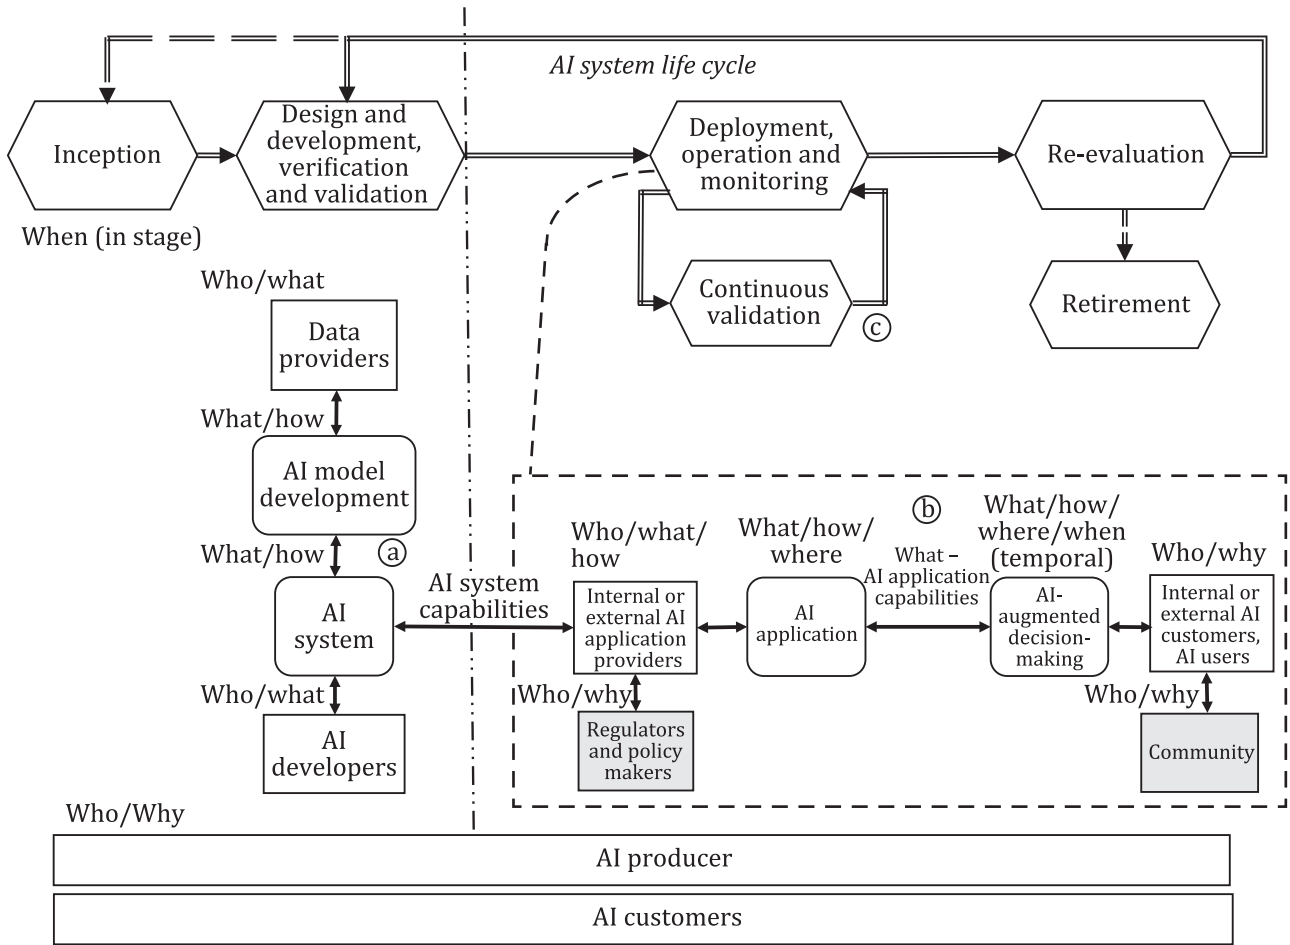 AI system life cycle
Inception
Design and
development,
verification
and validation
Deployment,
operation and
monitoring
Re-evaluation
When (in stage)
Continuous
validation
c
Retirement
Who/what
Data
providers
What/how
AI model
development
What/how
a
AI
system
Who/what
AI
developers
AI system
capabilities
b
Who/what/
how
Internal or
external AI
application
providers
Who/why
Regulators
and policy
makers
What/how/
where
AI
application
What –
AI application
capabilities
What/how/
where/when
(temporal)
AI-
augmented
decision-
making
Who/why
Internal or
external AI
customers,
AI users
Who/why
Community
Who/Why
AI producer
AI customers